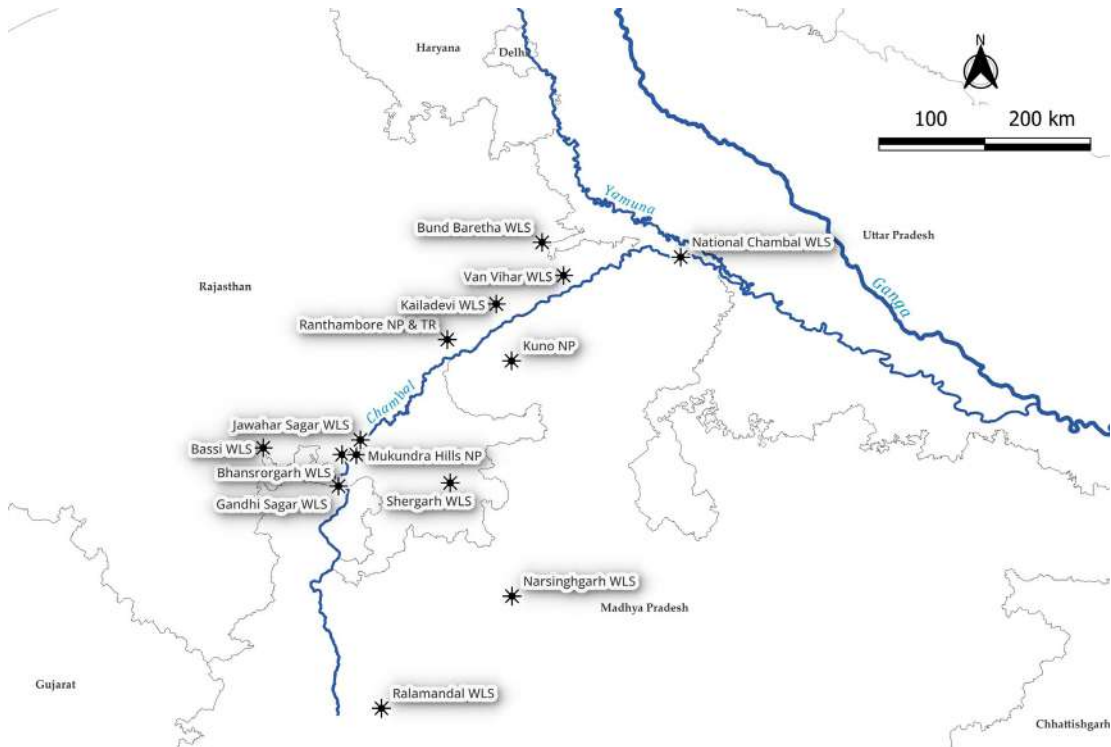 Haryana
Delhi
N
100 200 km
Yamuna
Bund Baretha WLS
National Chambal WLS
Uttar Pradesh
Van Vihar WLS
Rajasthan
Ganga
Kailadevi WLS
Ranthambore NP & TR
Kuno NP
Chambal
Jawahar Sagar WLS
Bassi WLS
Mukundra Hills NP
Bhansrorgarh WLS
Gandhi Sagar WLS
Shergarh WLS
Narsinghgarh WLS
Madhya Pradesh
Gujarat
Ralamandal WLS
Chhattishgarh